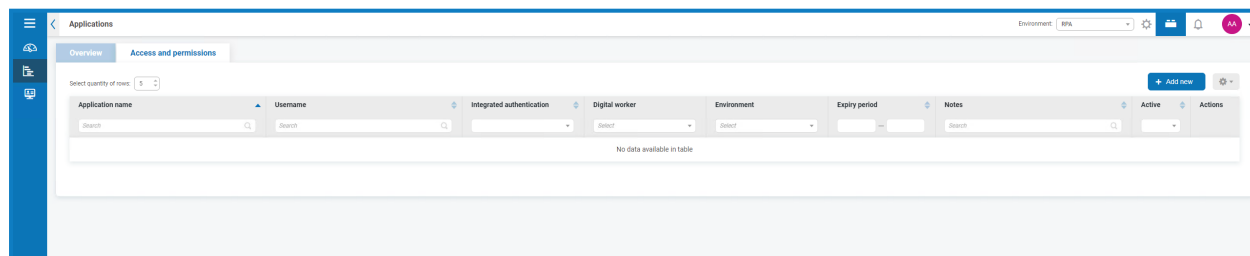 Applications
Environment: RPA
AA
Overview
Access and permissions
Select quantity of rows: 5
+ Add new
Application name Username Integrated authentication Digital worker Environment Expiry period Notes Active Actions
Search Search Select Select — Search
No data available in table